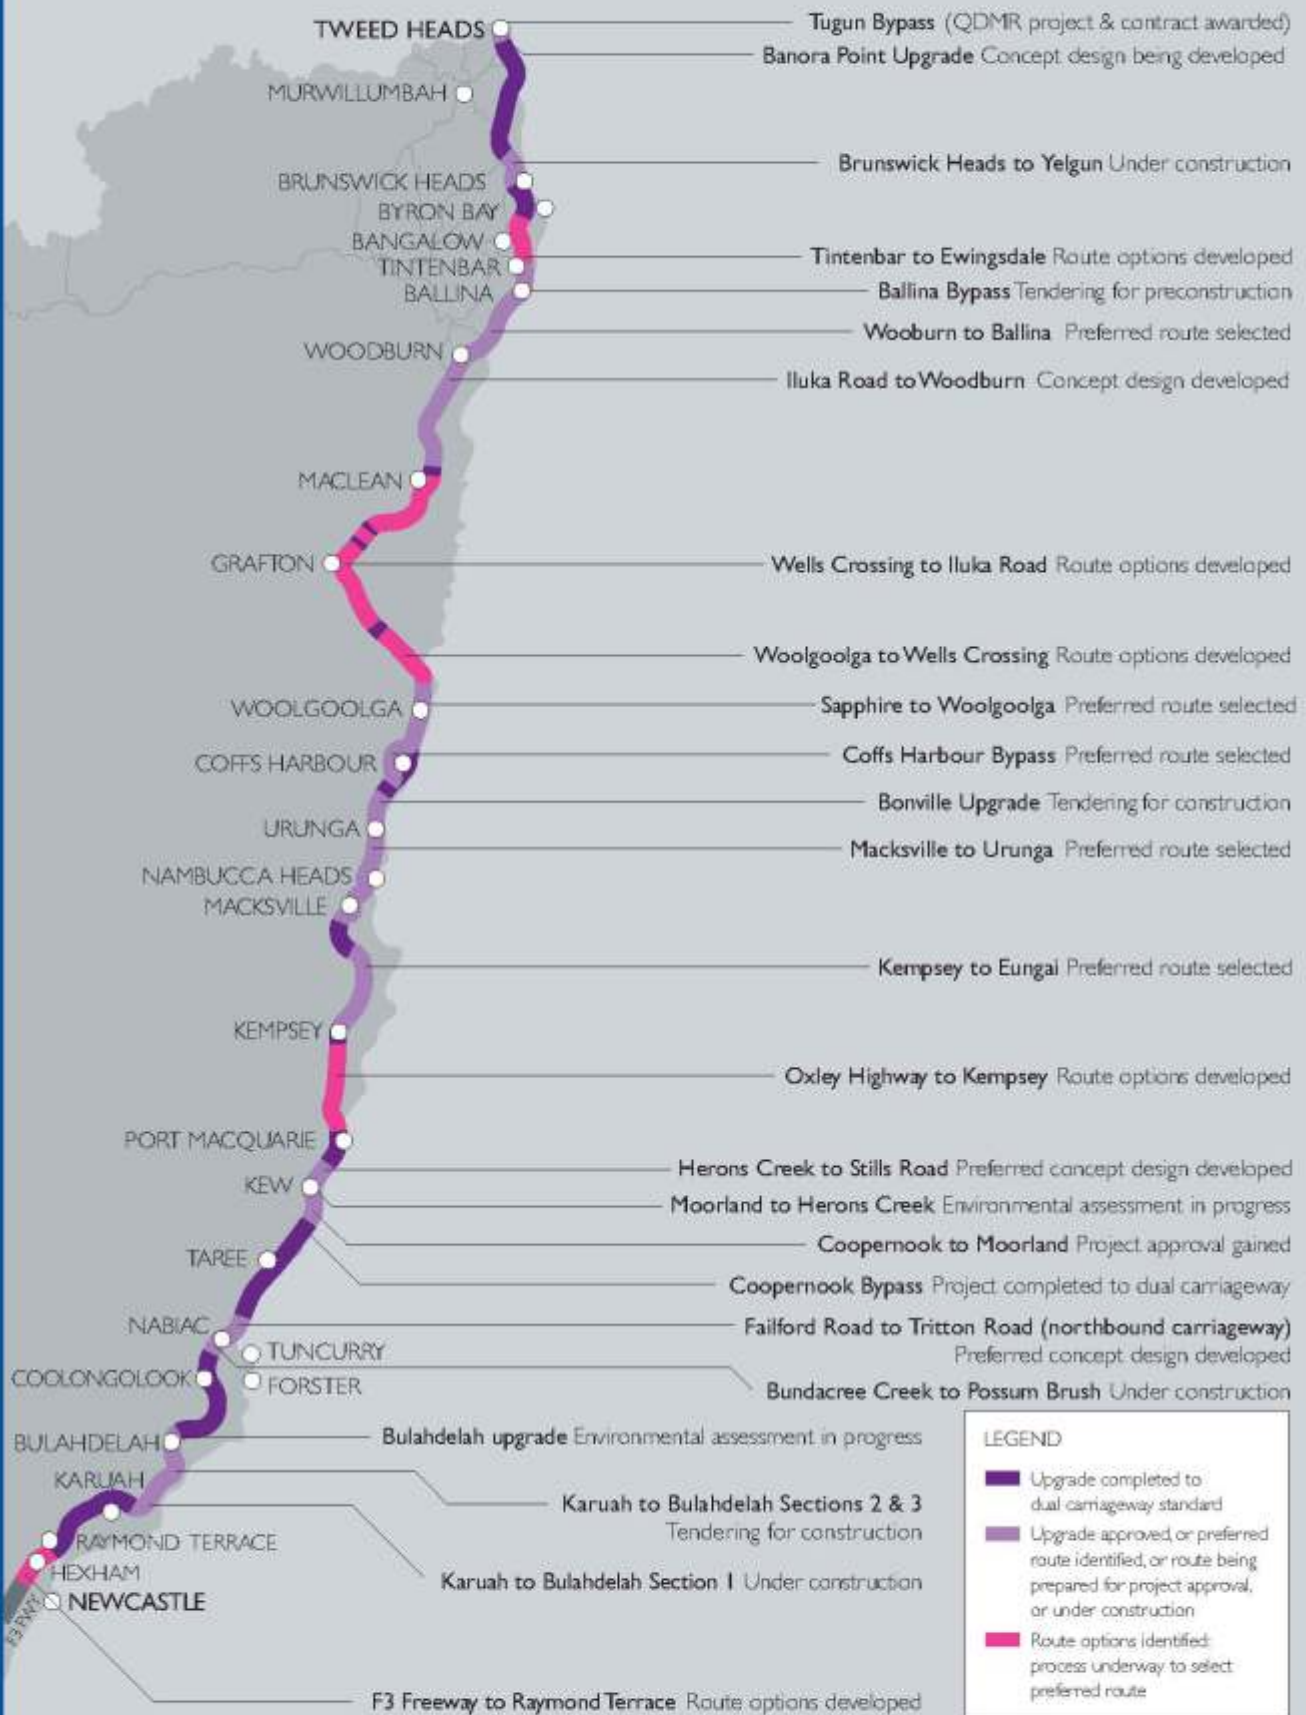 TWEED HEADS
Tugun Bypass (QDMR project & contract awarded)
Banora Point Upgrade Concept design being developed
MURWILLUMBAH
Brunswick Heads to Yelgun Under construction
BRUNSWICK HEADS
BYRON BAY
BANGALOW
Tintenbar to Ewingsdale Route options developed
TINTENBAR
BALLINA
Ballina Bypass Tendering for preconstruction
Wooburn to Ballina Preferred route selected
WOODBURN
Iluka Road to Woodburn Concept design developed
MACLEAN
GRAFTON
Wells Crossing to Iluka Road Route options developed
Woolgoolga to Wells Crossing Route options developed
WOOLGOOLGA
Sapphire to Woolgoolga Preferred route selected
COFFS HARBOUR
Coffs Harbour Bypass Preferred route selected
Bonville Upgrade Tendering for construction
URUNGA
Macksville to Urunga Preferred route selected
NAMBUCCA HEADS
MACKSVILLE
Kempsey to Eungai Preferred route selected
KEMPSEY
Oxley Highway to Kempsey Route options developed
PORT MACQUARIE
Herons Creek to Stills Road Preferred concept design developed
KEW
Moorland to Herons Creek Environmental assessment in progress
Coopernook to Moorland Project approval gained
TAREE
Coopernook Bypass Project completed to dual carriageway
NABIAC
Failford Road to Tritton Road (northbound carriageway)
Preferred concept design developed
TUNCURRY
COOLONGOLOOK
FORSTER
Bundacree Creek to Possum Brush Under construction
BULAHDELAH
Bulahdelah upgrade Environmental assessment in progress
KARUAH
Karuah to Bulahdelah Sections 2 & 3
Tendering for construction
RAYMOND TERRACE
HEXHAM
Karuah to Bulahdelah Section 1 Under construction
NEWCASTLE
F3 FWY
F3 Freeway to Raymond Terrace Route options developed
LEGEND
Upgrade completed to
dual carriageway standard
Upgrade approved, or preferred
route identified, or route being
prepared for project approval,
or under construction
Route options identified:
process underway to select
preferred route